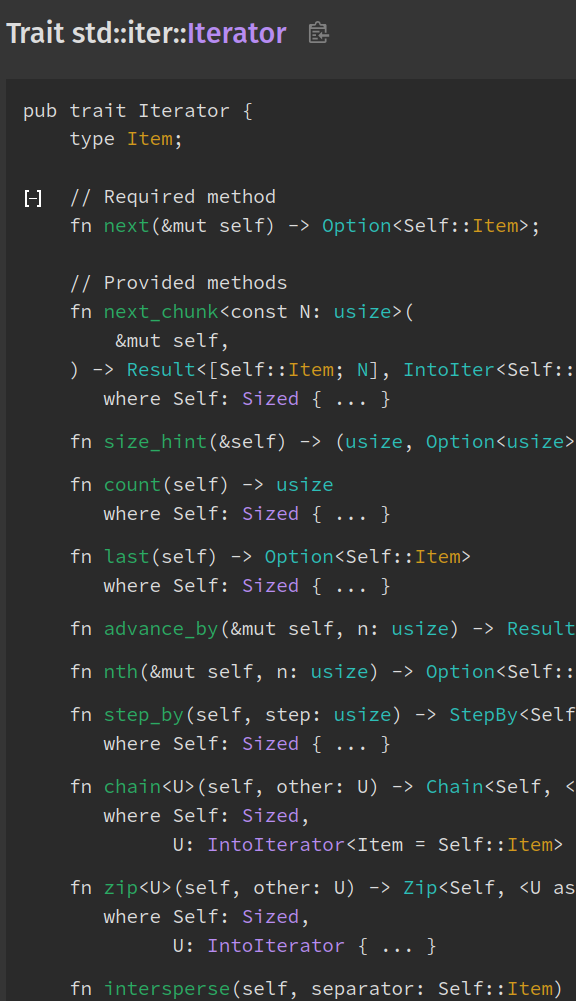 Trait std::iter::Iterator
pub trait Iterator {
type Item;
[-] // Required method
fn next(&mut self) -> Option<Self::Item>;
// Provided methods
fn next_chunk<const N: usize>(
&mut self,
) -> Result<[Self::Item; N], IntoIter<Self::
where Self: Sized { ... }
fn size_hint(&self) -> (usize, Option<usize>
fn count(self) -> usize
where Self: Sized { ... }
fn last(self) -> Option<Self::Item>
where Self: Sized { ... }
fn advance_by(&mut self, n: usize) -> Result
fn nth(&mut self, n: usize) -> Option<Self::
fn step_by(self, step: usize) -> StepBy<Self
where Self: Sized { ... }
fn chain<U>(self, other: U) -> Chain<Self, <
where Self: Sized,
U: IntoIterator<Item = Self::Item>
fn zip<U>(self, other: U) -> Zip<Self, <U as
where Self: Sized,
U: IntoIterator { ... }
fn intersperse(self, separator: Self::Item)